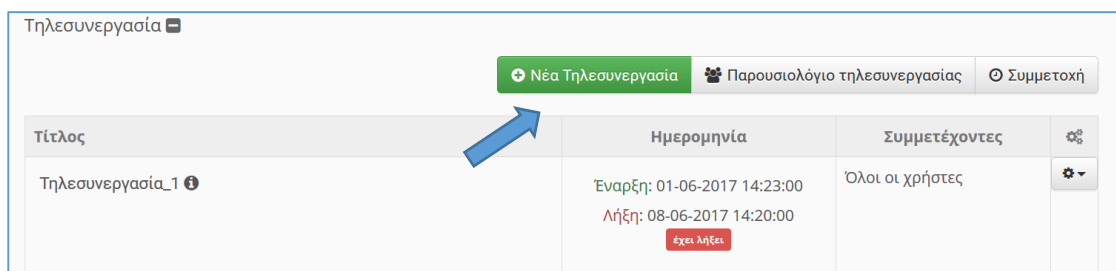 Τηλεσυνεργασία
Νέα Τηλεσυνεργασία Παρουσιολόγιο τηλεσυνεργασίας Συμμετοχή
Τίτλος Ημερομηνία Συμμετέχοντες
Τηλεσυνεργασία_1 Έναρξη: 01-06-2017 14:23:00 Όλοι οι χρήστες
Λήξη: 08-06-2017 14:20:00
έχει λήξει